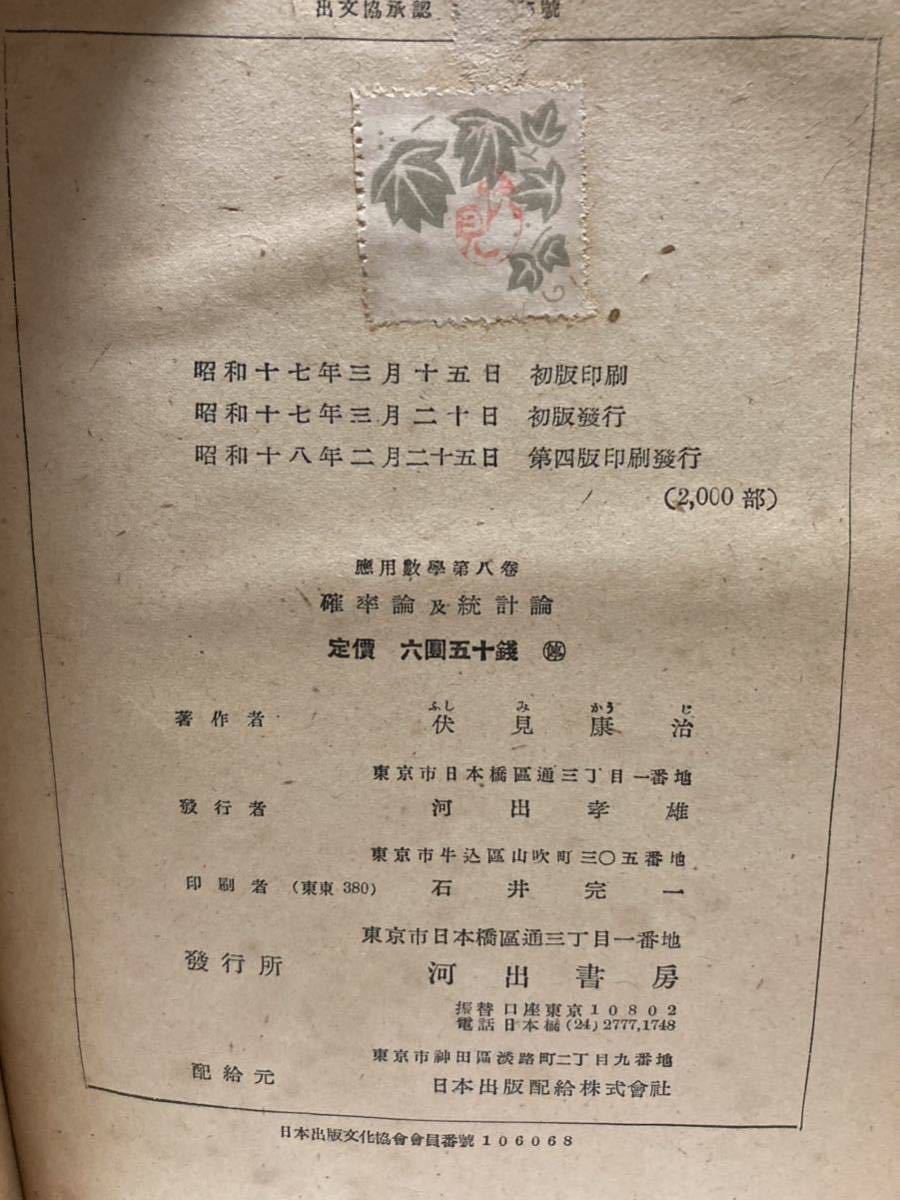 出文協承認 號
昭和十七年三月十五日 初版印刷
昭和十七年三月二十日 初版發行
昭和十八年二月二十五日 第四版印刷發行
(2,000部)
應用數學第八卷
確率論及統計論
定價 六圓五十錢 ㊡
ふし み かう じ
著作者 伏見康治
東京市日本橋區通三丁目一番地
發行者 河出孝雄
東京市牛込區山吹町三〇五番地
印刷者 (東東380) 石井完一
東京市日本橋區通三丁目一番地
發行所 河出書房
振替口座東京10802
電話日本橋(24)2777,1748
東京市神田區淡路町二丁目九番地
配給元 日本出版配給株式會社
日本出版文化協會會員番號106068